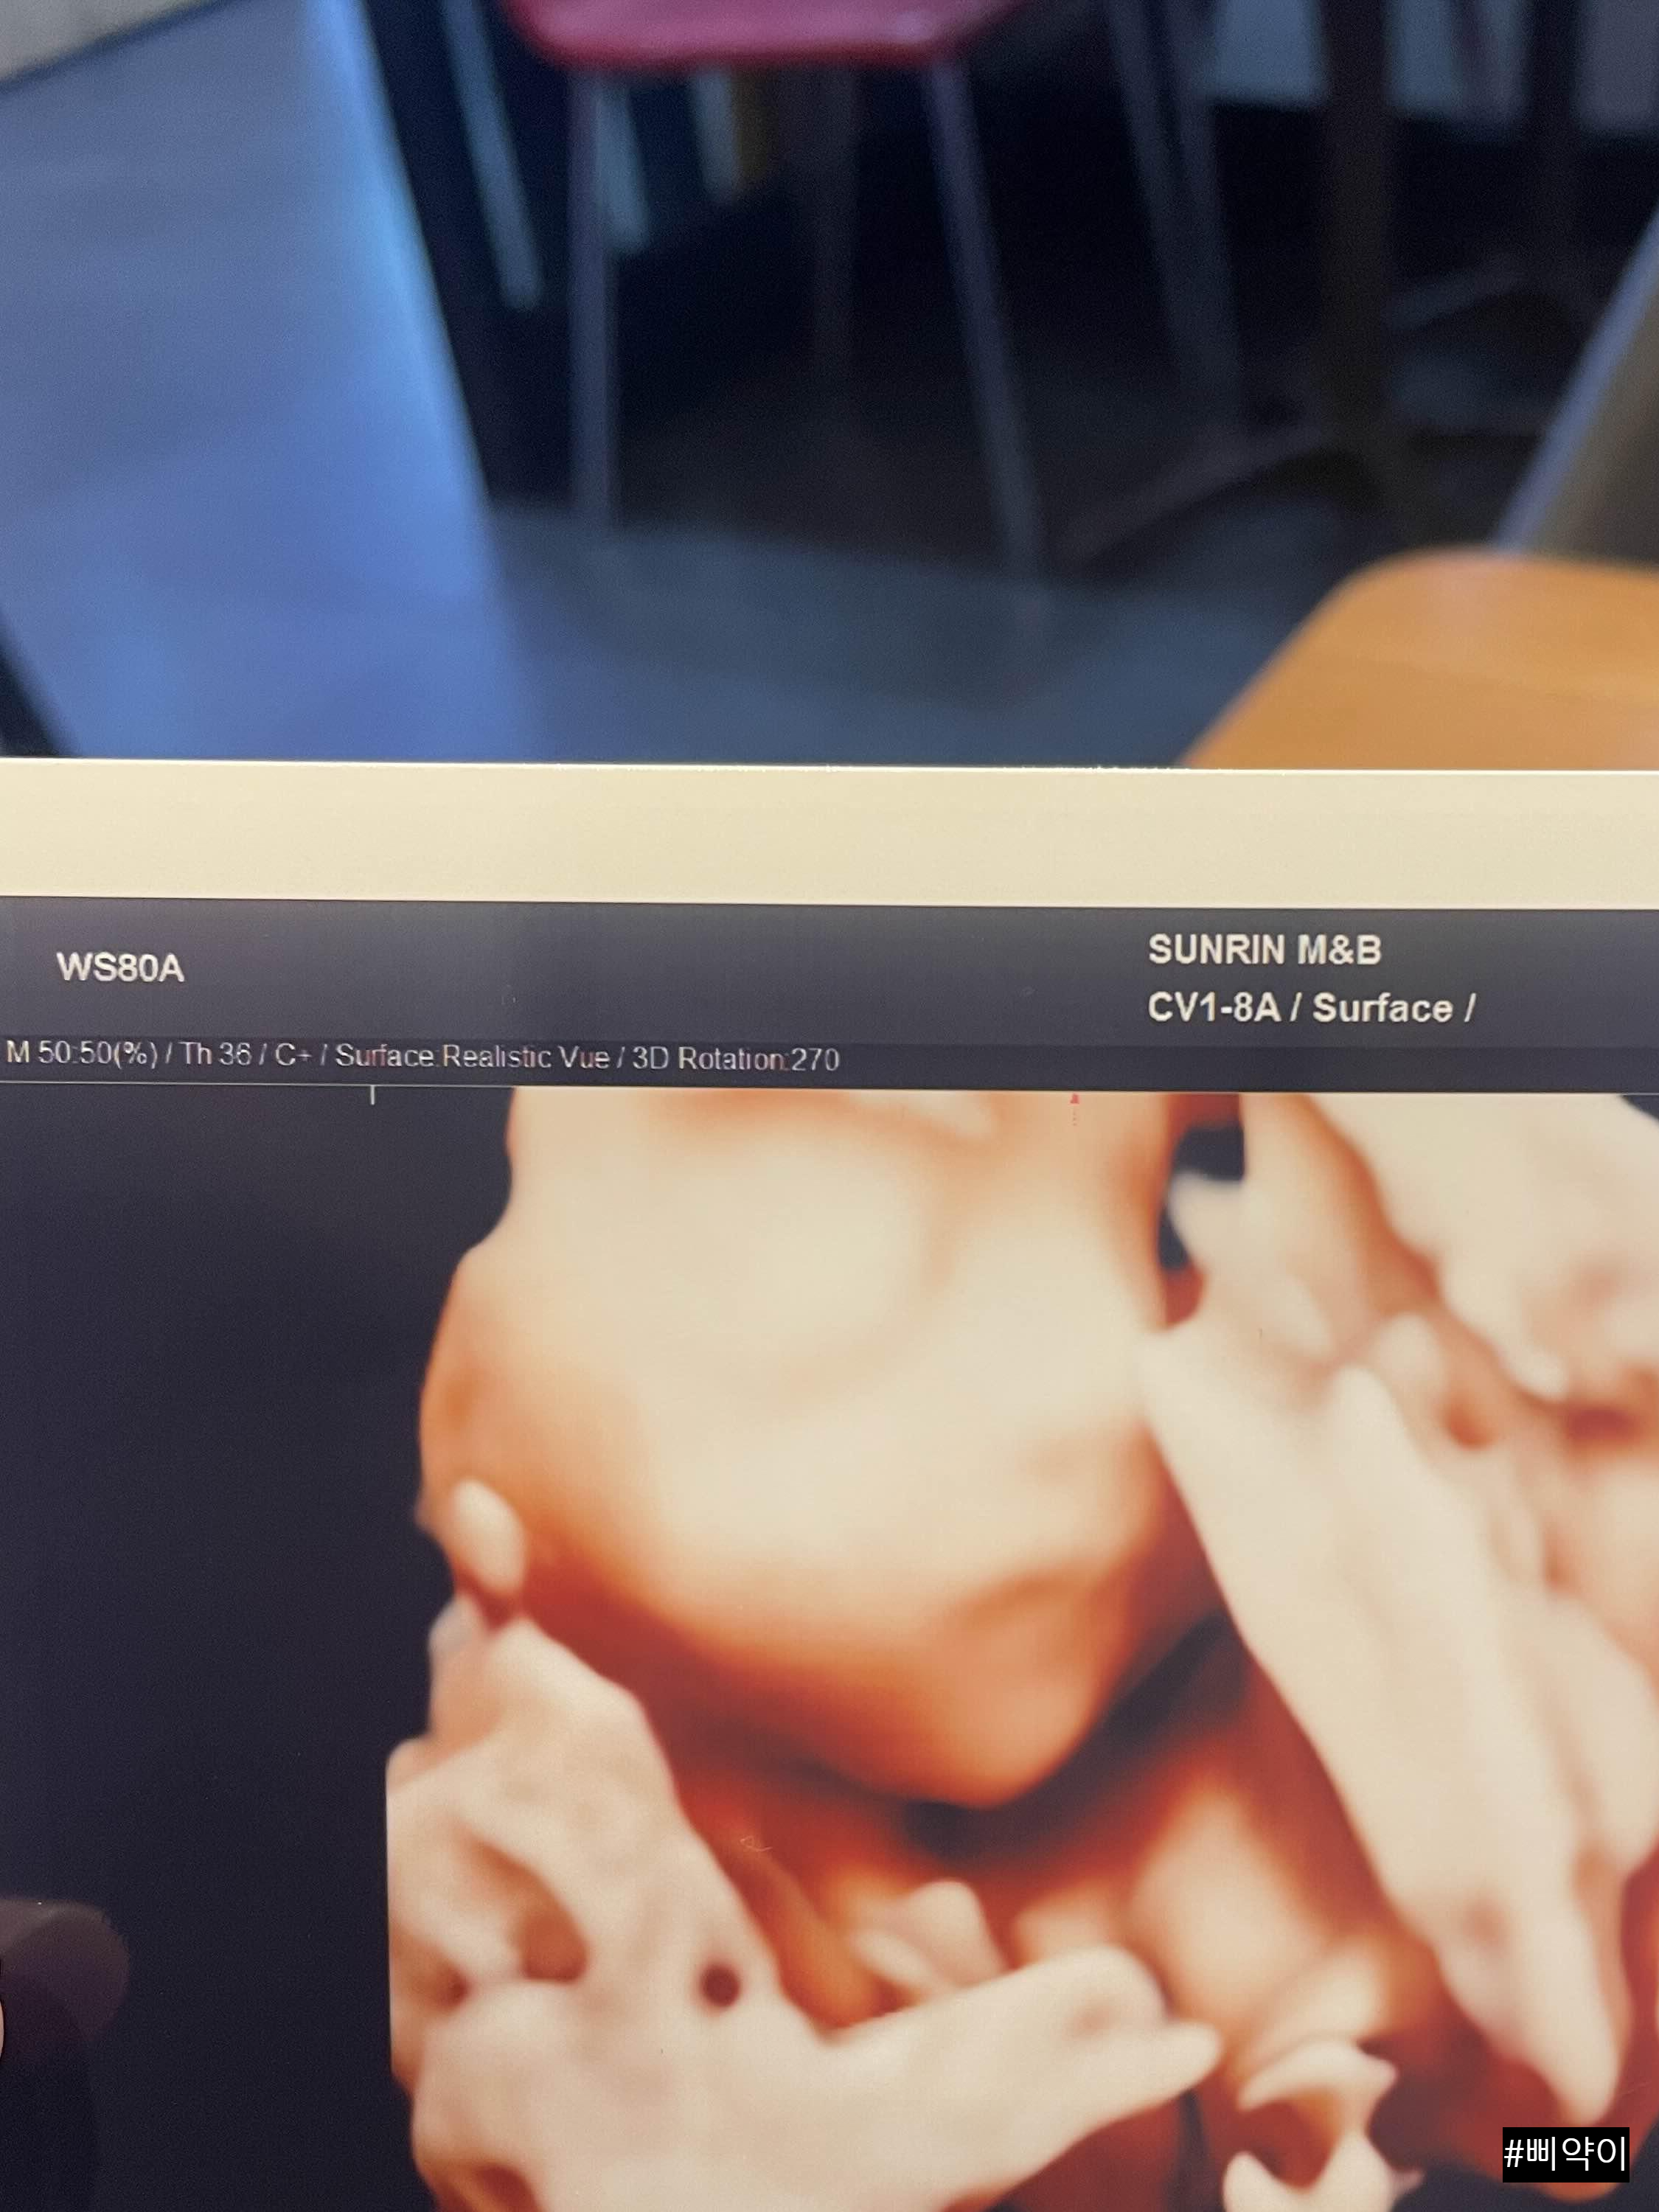 WS80A
SUNRIN M&B
CV1-8A / Surface /
M 50:50(%) / Th 36 / C+ / Surface:Realistic Vue / 3D Rotation:270
#삐약이